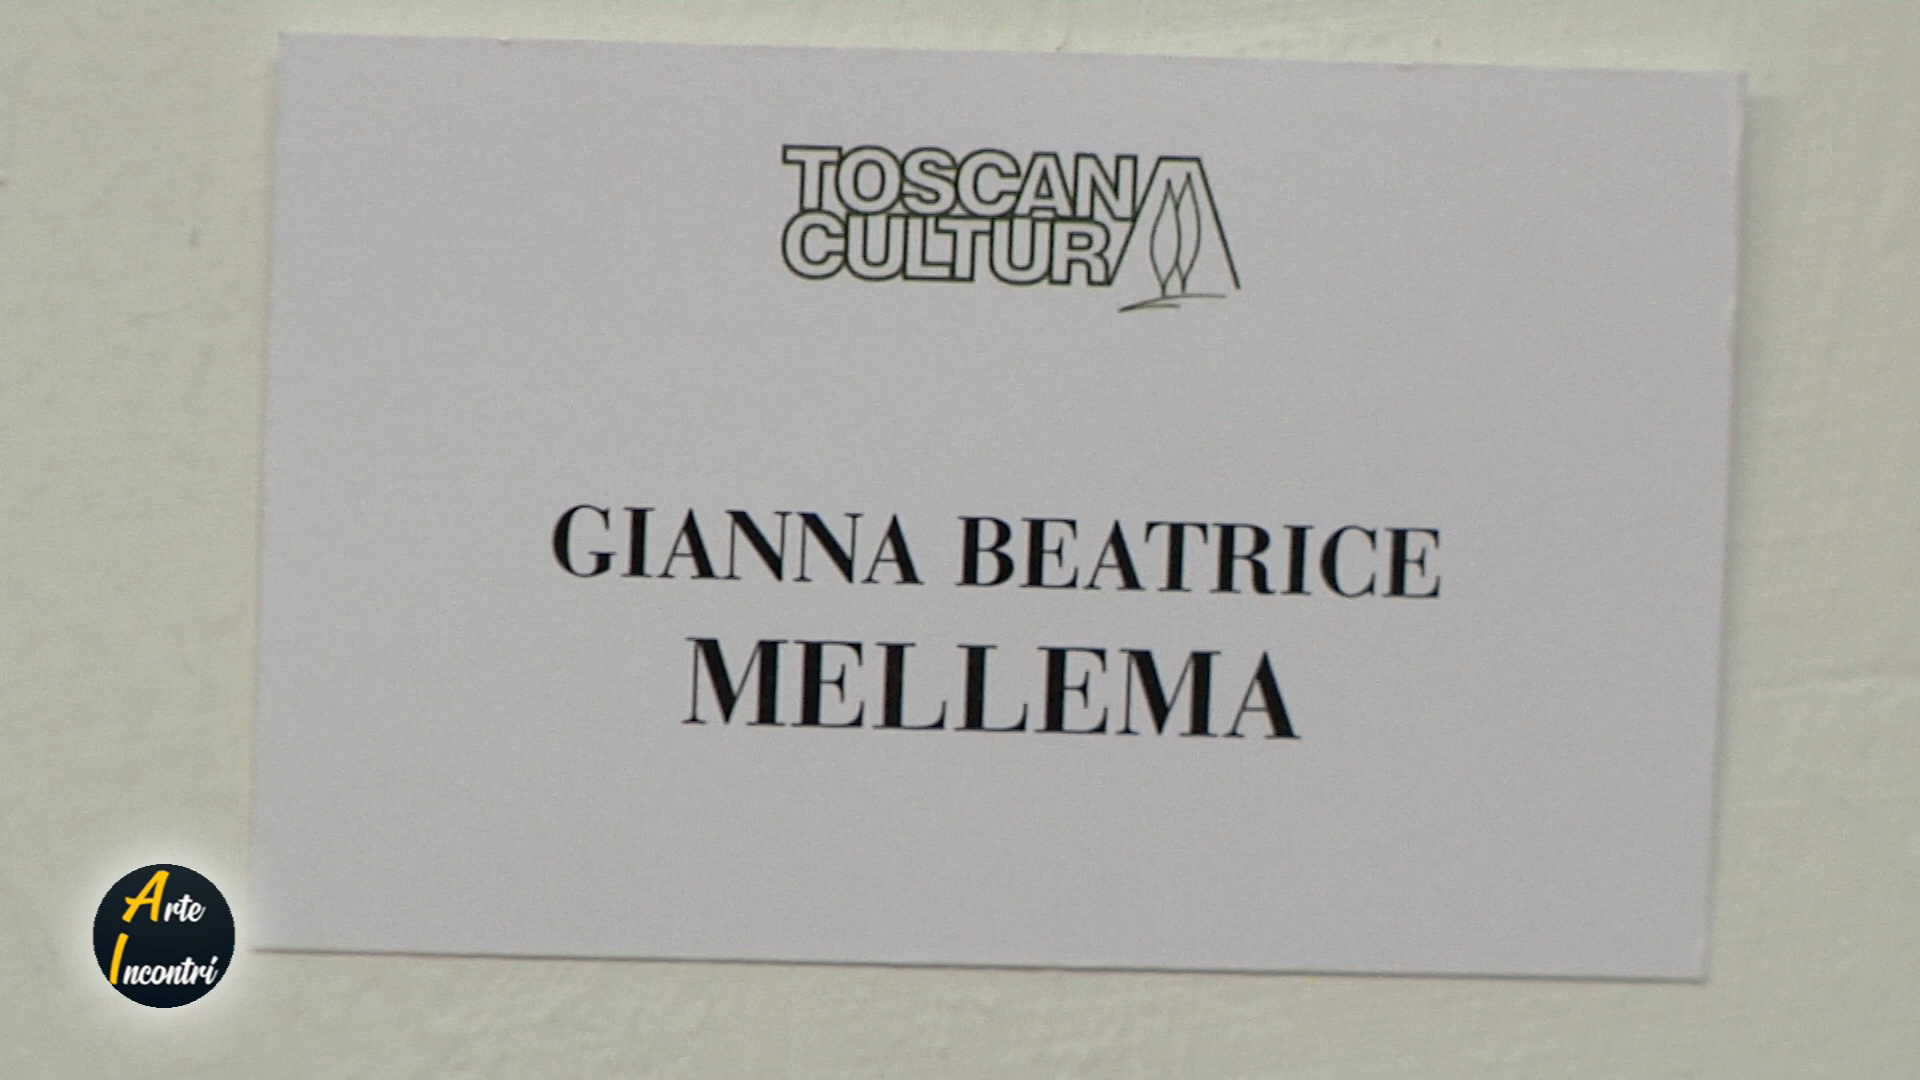 TOSCANA
CULTURA
GIANNA BEATRICE
MELLEMA
Arte
Incontri